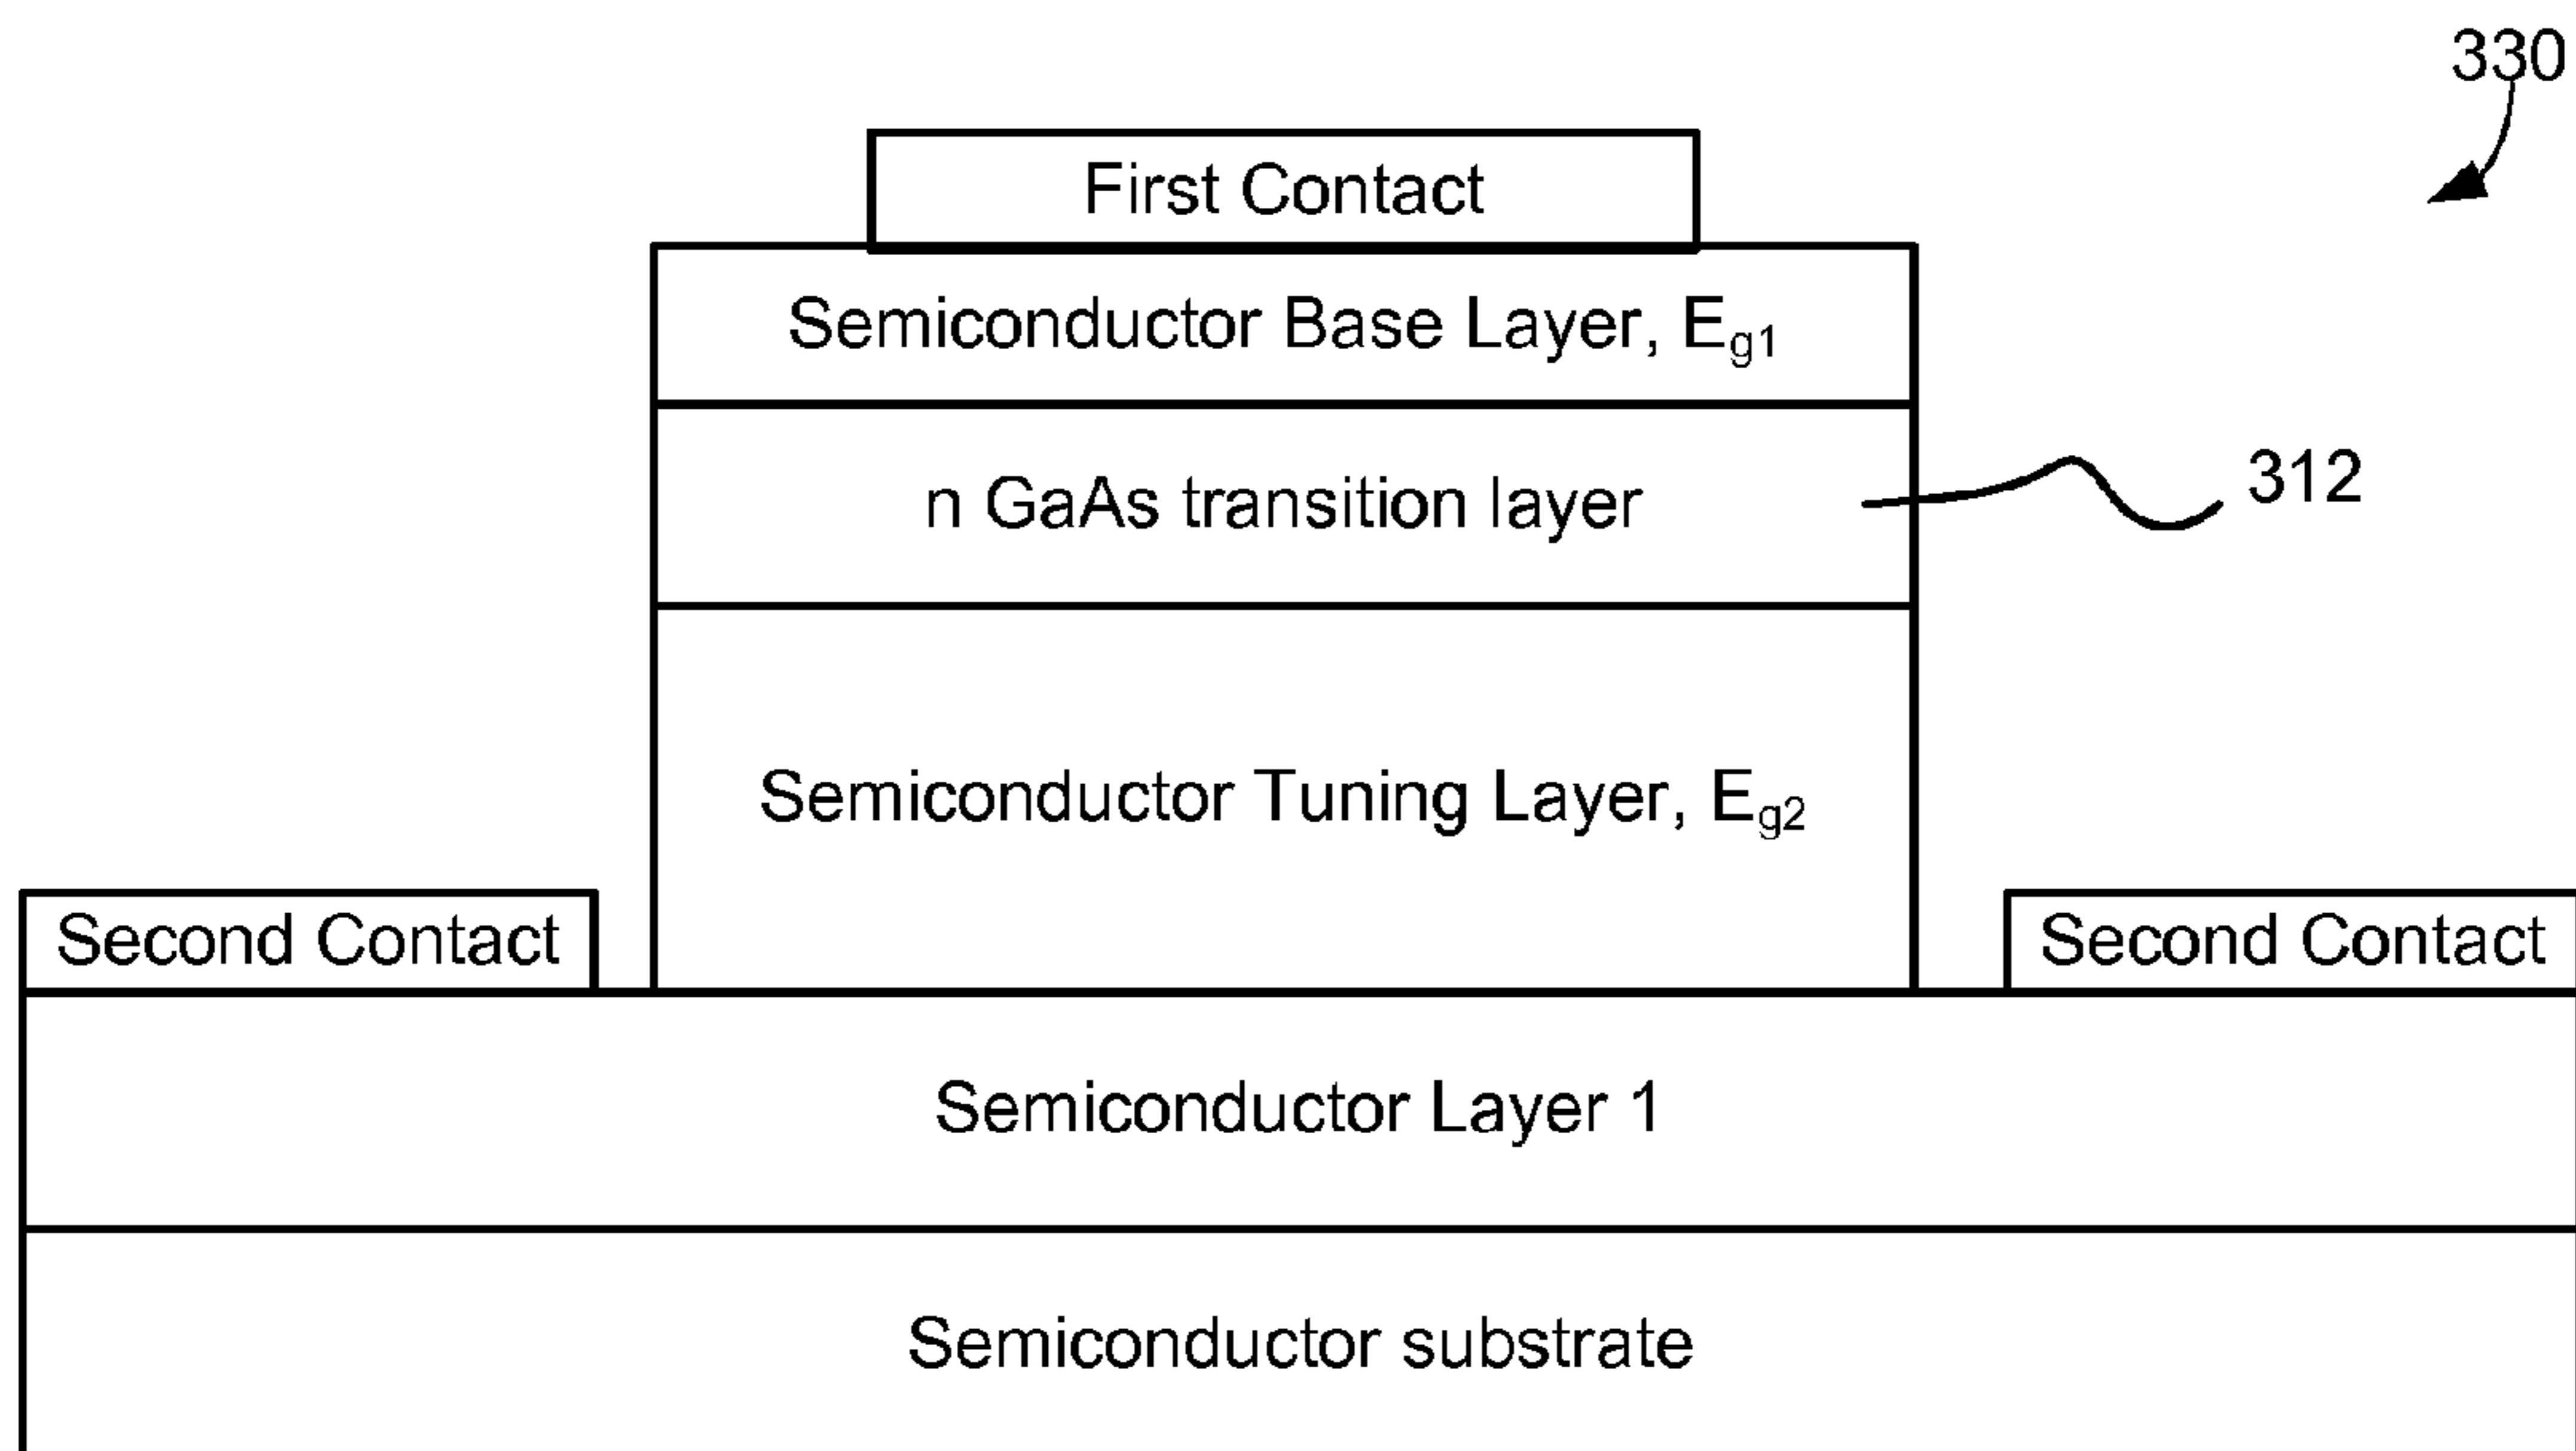 330
First Contact
Semiconductor Base Layer, Eg1
n GaAs transition layer
312
Semiconductor Tuning Layer, Eg2
Second Contact
Second Contact
Semiconductor Layer 1
Semiconductor substrate